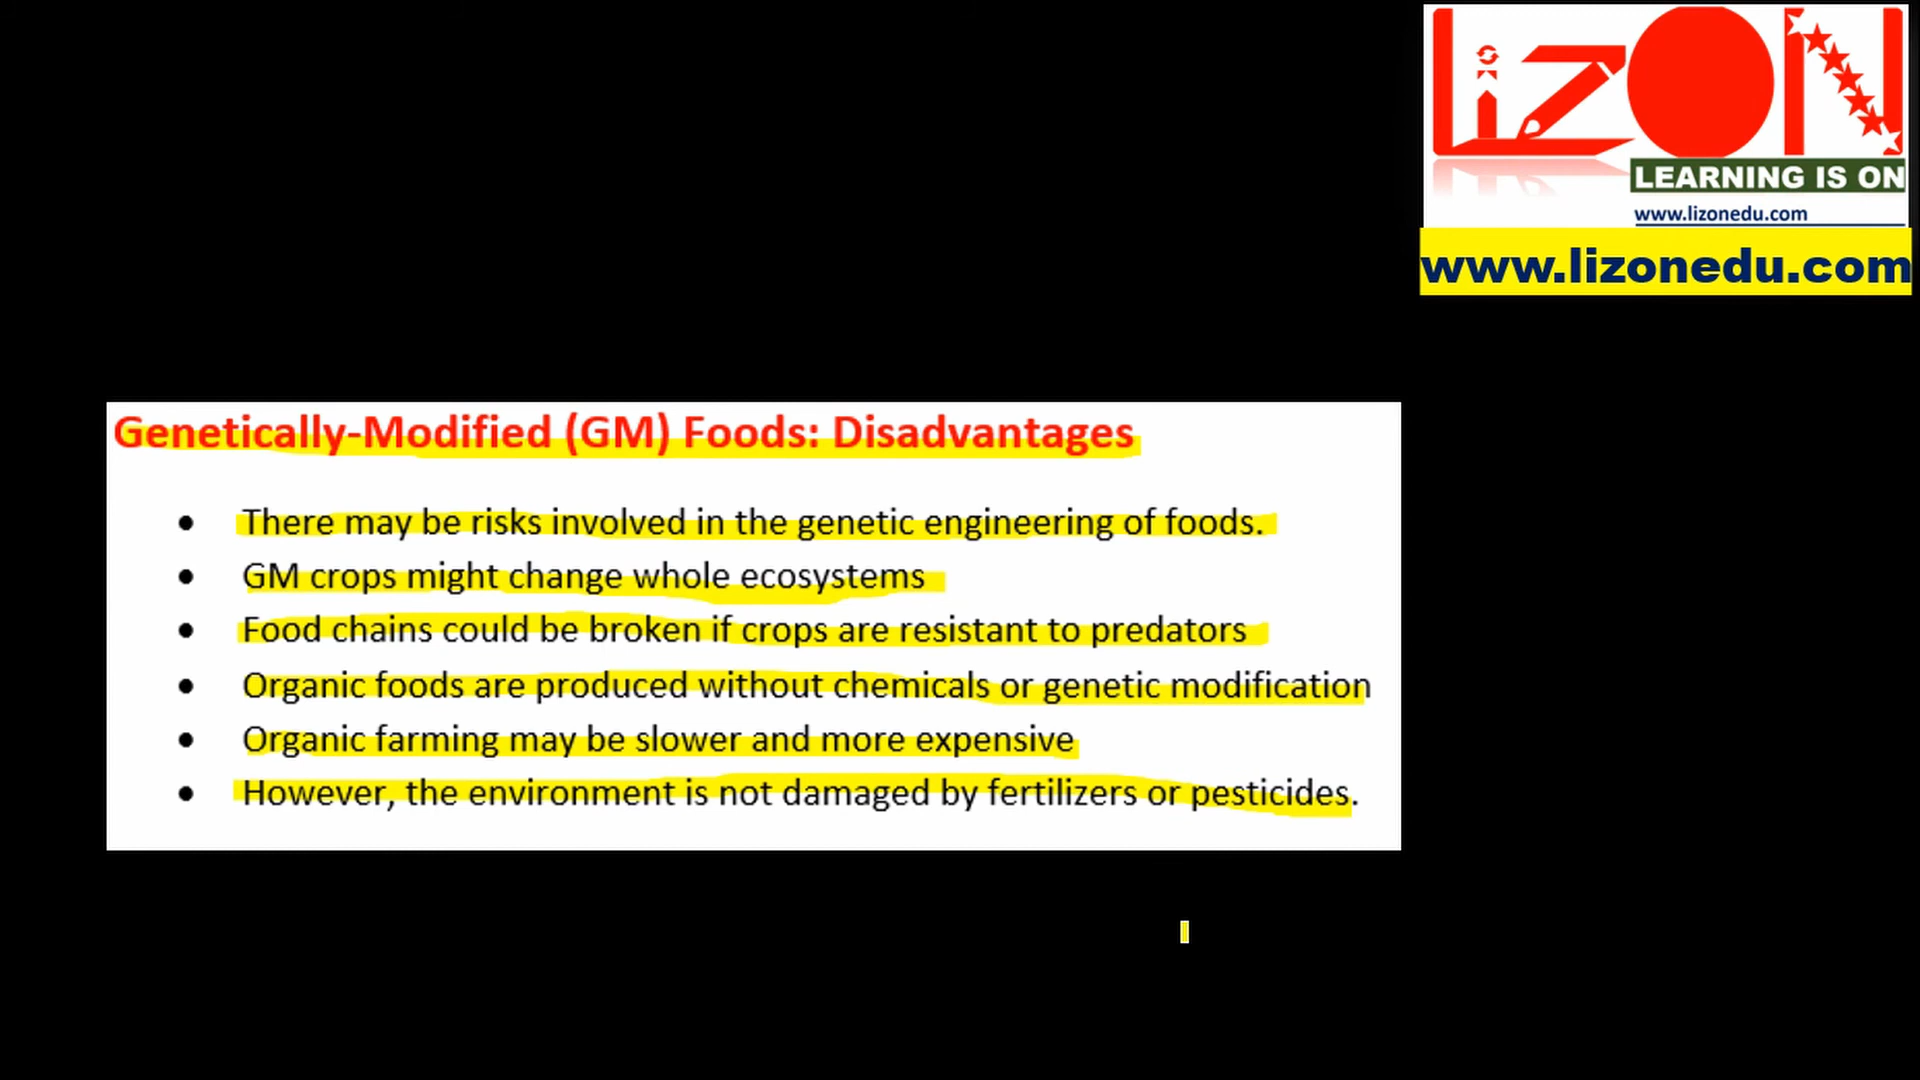 LizON
LEARNING IS ON
www.lizonedu.com
www.lizonedu.com
Genetically-Modified (GM) Foods: Disadvantages
• There may be risks involved in the genetic engineering of foods.
• GM crops might change whole ecosystems
• Food chains could be broken if crops are resistant to predators
• Organic foods are produced without chemicals or genetic modification
• Organic farming may be slower and more expensive
• However, the environment is not damaged by fertilizers or pesticides.